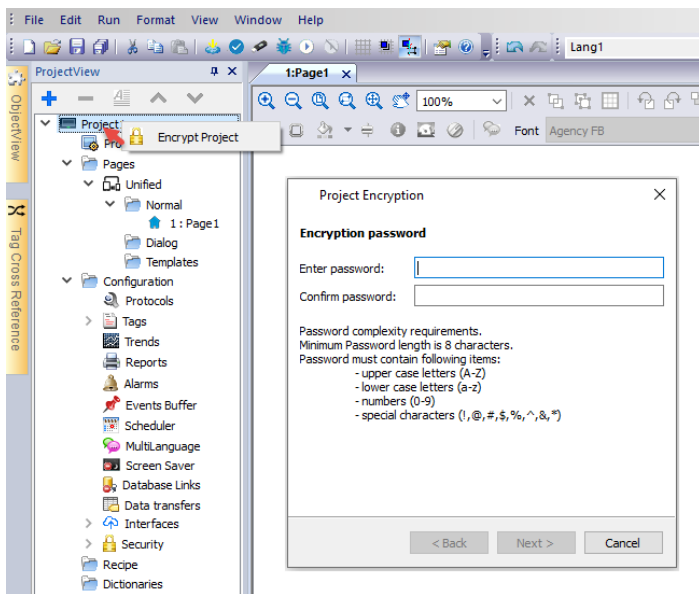 File Edit Run Format View Window Help
Lang1
ProjectView
1:Page1
100%
Font Agency FB
ObjectView
Tag Cross Reference
Project
Encrypt Project
Pro
Pages
Unified
Normal
1 : Page1
Dialog
Templates
Configuration
Protocols
Tags
Trends
Reports
Alarms
Events Buffer
Scheduler
MultiLanguage
Screen Saver
Database Links
Data transfers
Interfaces
Security
Recipe
Dictionaries
Project Encryption
Encryption password
Enter password:
Confirm password:
Password complexity requirements.
Minimum Password length is 8 characters.
Password must contain following items:
- upper case letters (A-Z)
- lower case letters (a-z)
- numbers (0-9)
- special characters (!,@,#,$,%,^,&,*)
< Back Next > Cancel